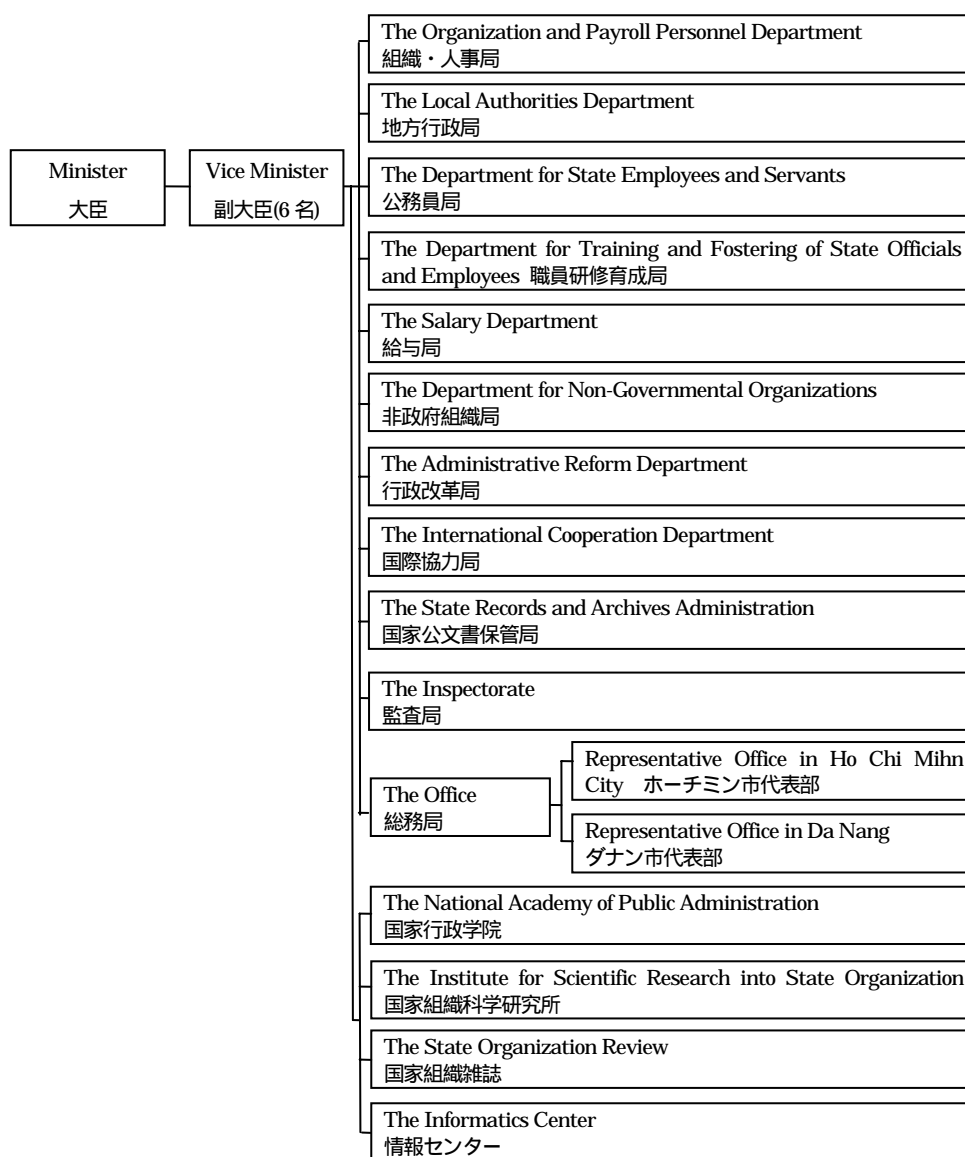 The Organization and Payroll Personnel Department
組織・人事局
The Local Authorities Department
地方行政局
Minister
大臣
Vice Minister
副大臣(6 名)
The Department for State Employees and Servants
公務員局
The Department for Training and Fostering of State Officials
and Employees 職員研修育成局
The Salary Department
給与局
The Department for Non-Governmental Organizations
非政府組織局
The Administrative Reform Department
行政改革局
The International Cooperation Department
国際協力局
The State Records and Archives Administration
国家公文書保管局
The Inspectorate
監査局
The Office
総務局
Representative Office in Ho Chi Mihn
City ホーチミン市代表部
Representative Office in Da Nang
ダナン市代表部
The National Academy of Public Administration
国家行政学院
The Institute for Scientific Research into State Organization
国家組織科学研究所
The State Organization Review
国家組織雑誌
The Informatics Center
情報センター